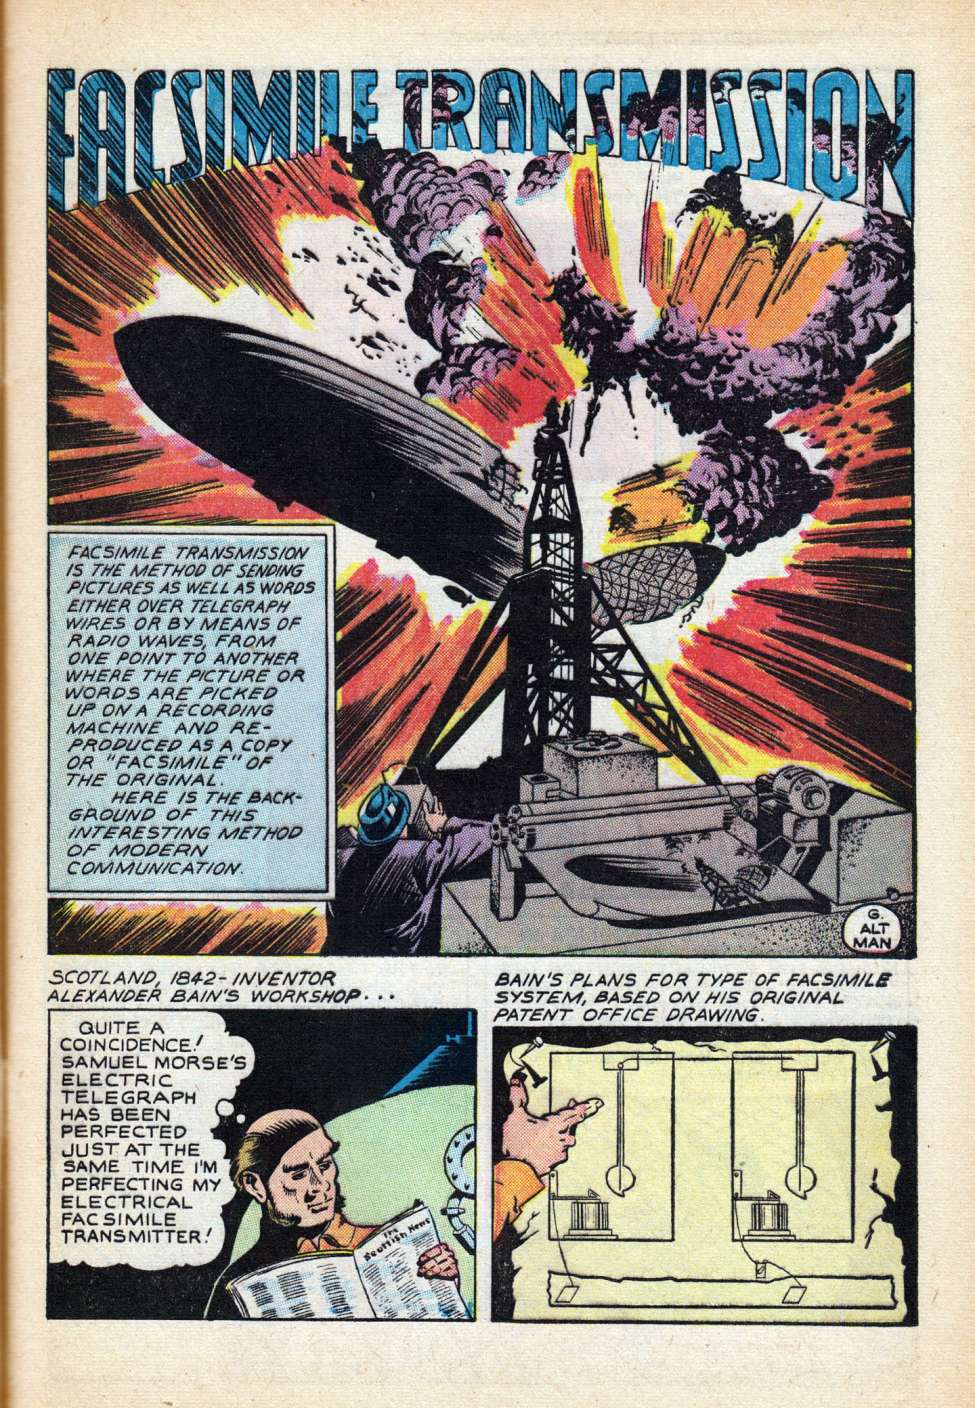 FACSIMILE TRANSMISSION
FACSIMILE TRANSMISSION
IS THE METHOD OF SENDING
PICTURES AS WELL AS WORDS
EITHER OVER TELEGRAPH
WIRES OR BY MEANS OF
RADIO WAVES, FROM
ONE POINT TO ANOTHER
WHERE THE PICTURE OR
WORDS ARE PICKED
UP ON A RECORDING
MACHINE AND RE-
PRODUCED AS A COPY
OR "FACSIMILE" OF
THE ORIGINAL.
HERE IS THE BACK-
GROUND OF THIS
INTERESTING METHOD
OF MODERN
COMMUNICATION.
G.
ALT
MAN
SCOTLAND, 1842- INVENTOR
ALEXANDER BAIN'S WORKSHOP...
QUITE A
COINCIDENCE!
SAMUEL MORSE'S
ELECTRIC
TELEGRAPH
HAS BEEN
PERFECTED
JUST AT THE
SAME TIME I'M
PERFECTING MY
ELECTRICAL
FACSIMILE
TRANSMITTER!
The
Scottish News
BAIN'S PLANS FOR TYPE OF FACSIMILE
SYSTEM, BASED ON HIS ORIGINAL
PATENT OFFICE DRAWING.